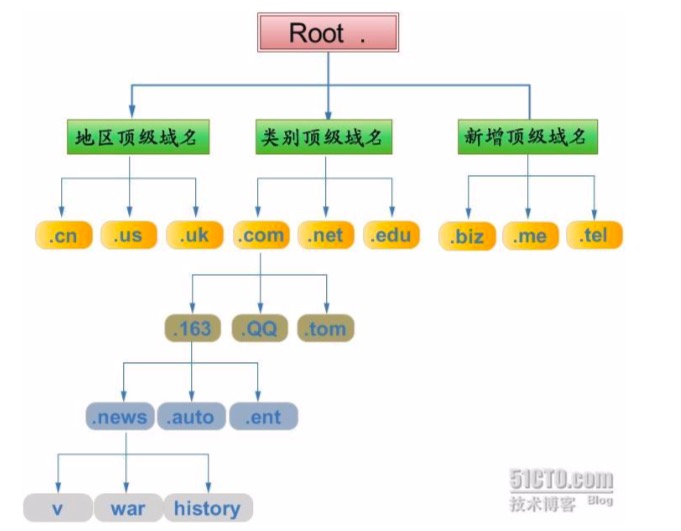 Root .
地区顶级域名 类别顶级域名 新增顶级域名
.cn .us .uk .com .net .edu .biz .me .tel
.163 .QQ .tom
.news .auto .ent
v war history
51CTO.com
技术博客 Blog